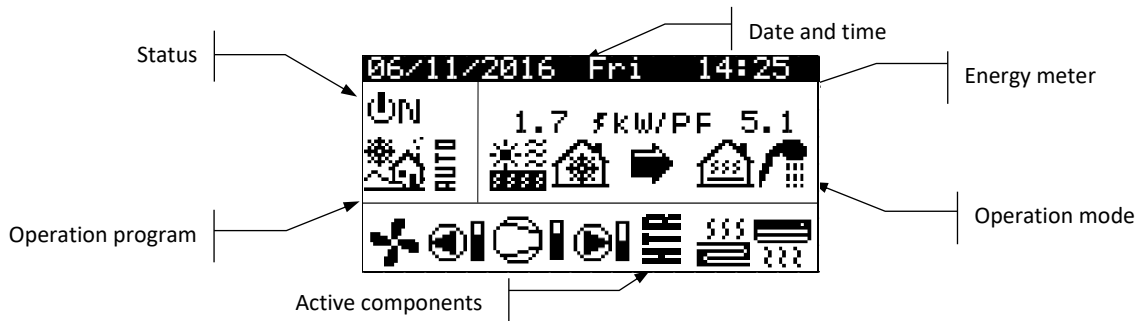 Date and time
Status
06/11/2016 Fri 14:25
Energy meter
ON
1.7 kW/PF 5.1
AUTO
Operation mode
Operation program
HTR
Active components